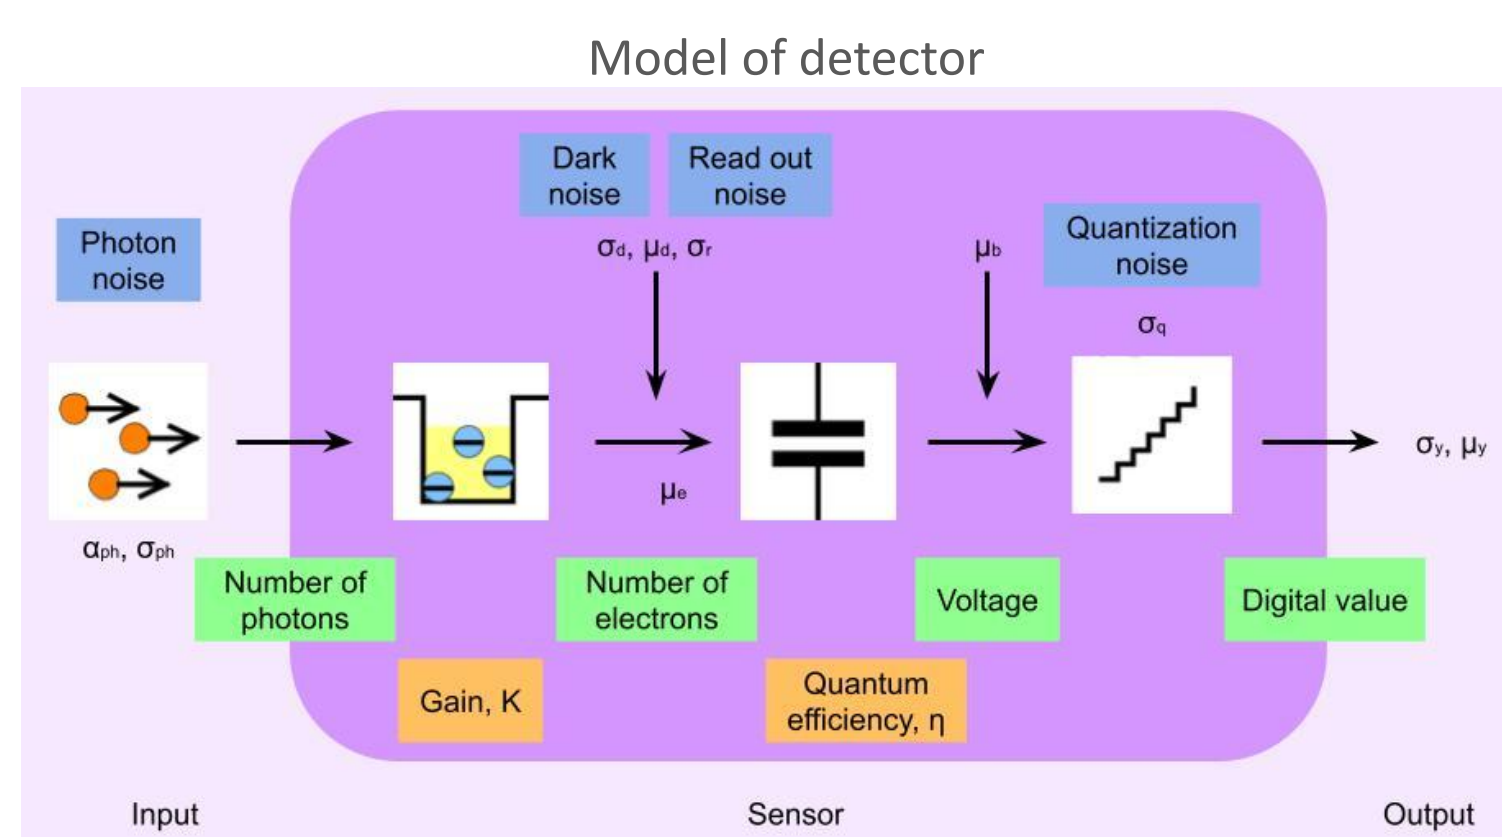 Model of detector
Dark
noise
Read out
noise
Photon
noise
σd, μd, σr
μb
Quantization
noise
σq
σy, μy
μe
αph, σph
Number of
photons
Number of
electrons
Voltage
Digital value
Gain, K
Quantum
efficiency, η
Input
Sensor
Output